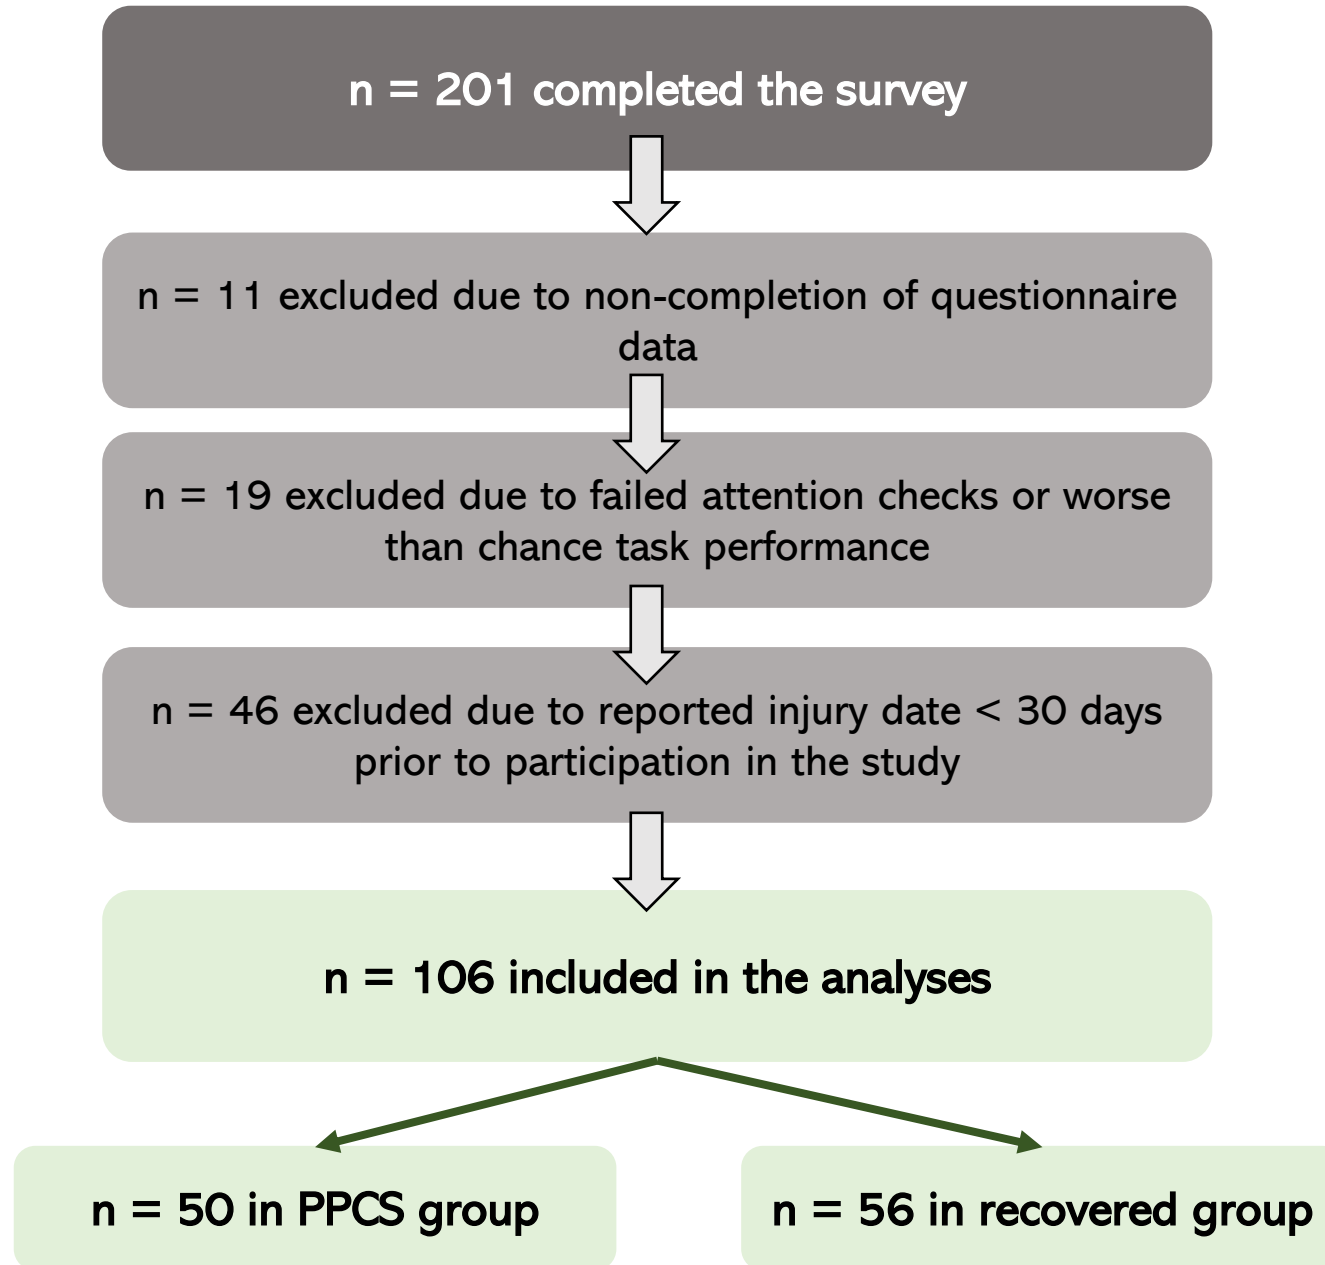 n = 201 completed the survey
n = 11 excluded due to non-completion of questionnaire
data
n = 19 excluded due to failed attention checks or worse
than chance task performance
n = 46 excluded due to reported injury date < 30 days
prior to participation in the study
n = 106 included in the analyses
n = 50 in PPCS group
n = 56 in recovered group